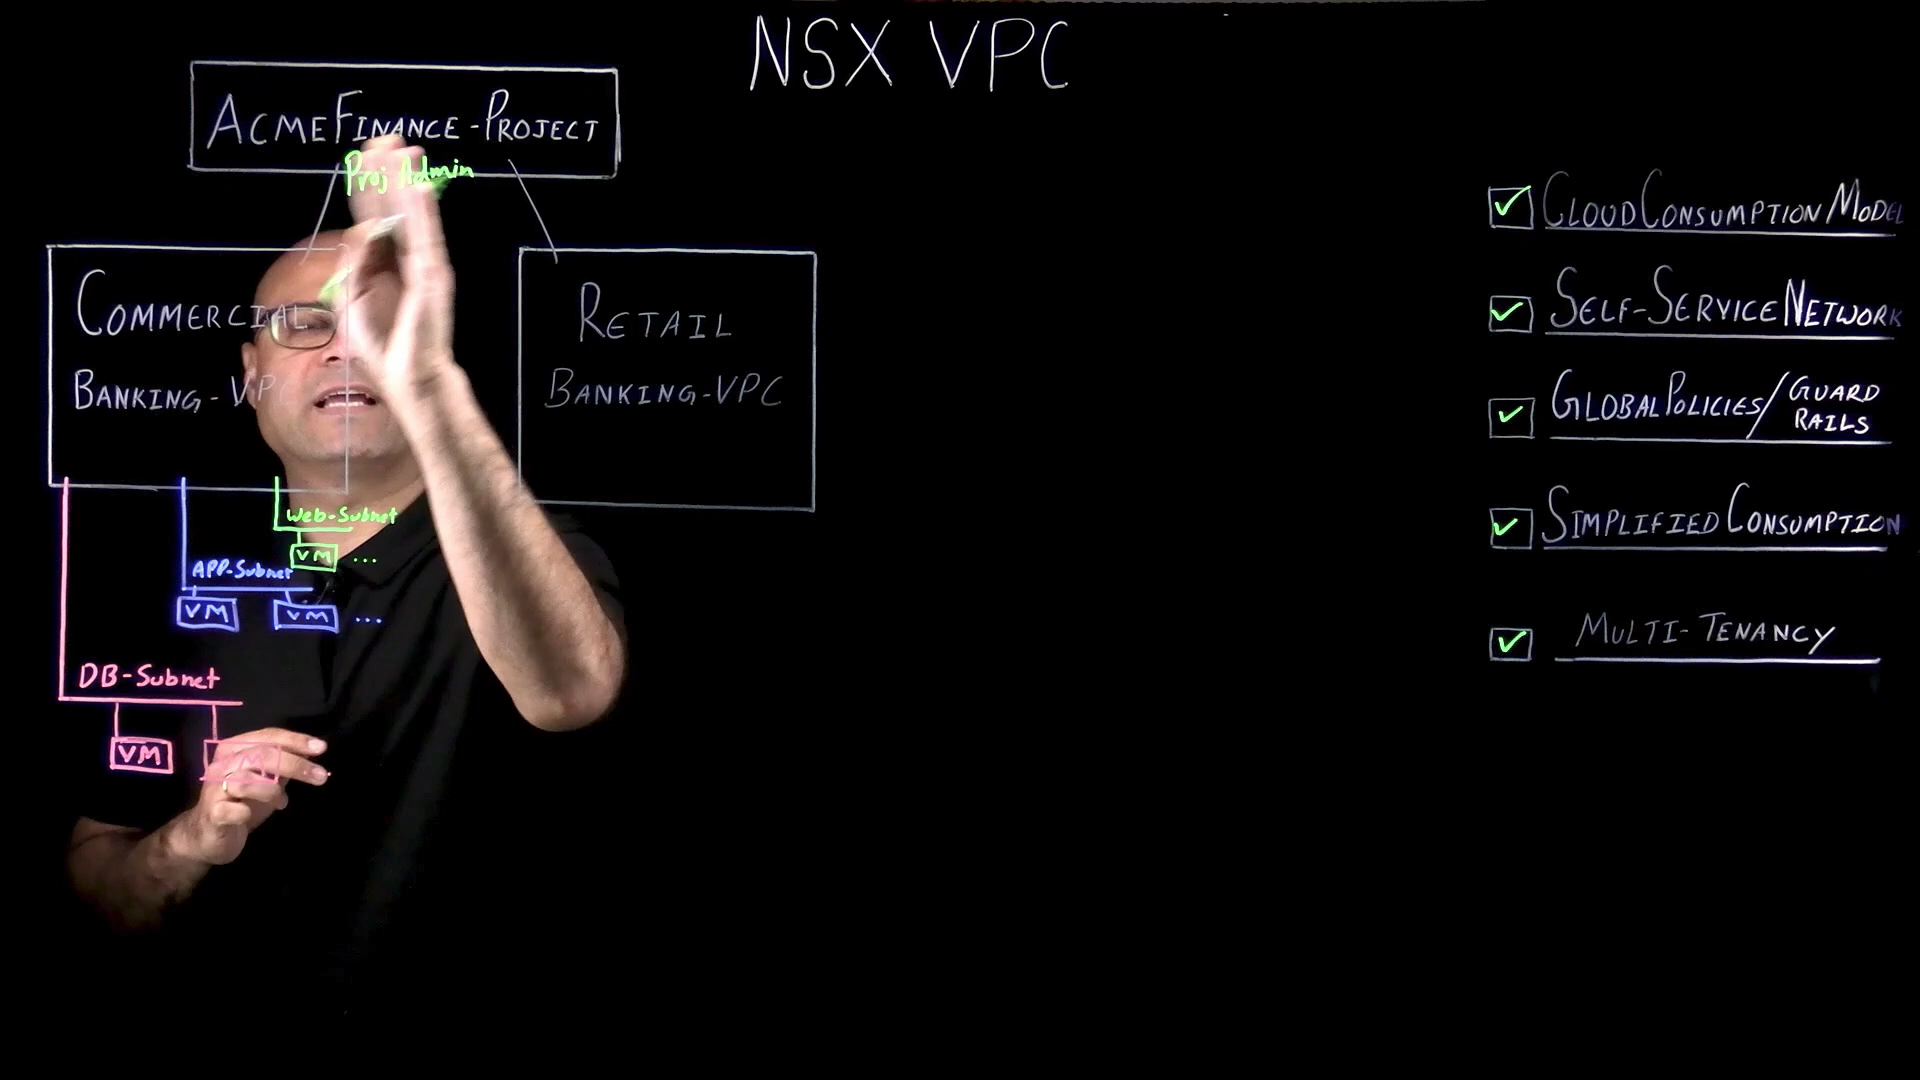 NSX VPC
ACMEFINANCE-PROJECT
Proj Admin
COMMERCIAL
BANKING-VPC
RETAIL
BANKING-VPC
Web-Subnet
VM ...
APP-Subnet
VM VM ...
DB-Subnet
VM VM
CLOUD CONSUMPTION MODEL
SELF-SERVICE NETWORK
GLOBAL POLICIES/GUARD
RAILS
SIMPLIFIED CONSUMPTION
MULTI-TENANCY